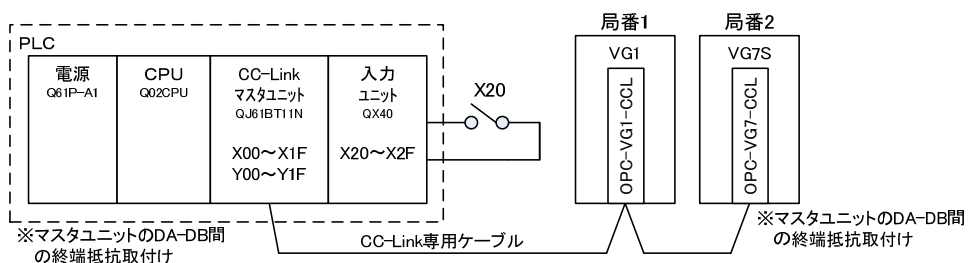 PLC
電源
Q61P-A1
CPU
Q02CPU
CC-Link
マスタユニット
QJ61BT11N
X00～X1F
Y00～Y1F
入力
ユニット
QX40
X20～X2F
X20
局番1
VG1
OPC-VG1-CCL
局番2
VG7S
OPC-VG7-CCL
※マスタユニットのDA-DB間
の終端抵抗取付け
CC-Link専用ケーブル
※マスタユニットのDA-DB間
の終端抵抗取付け